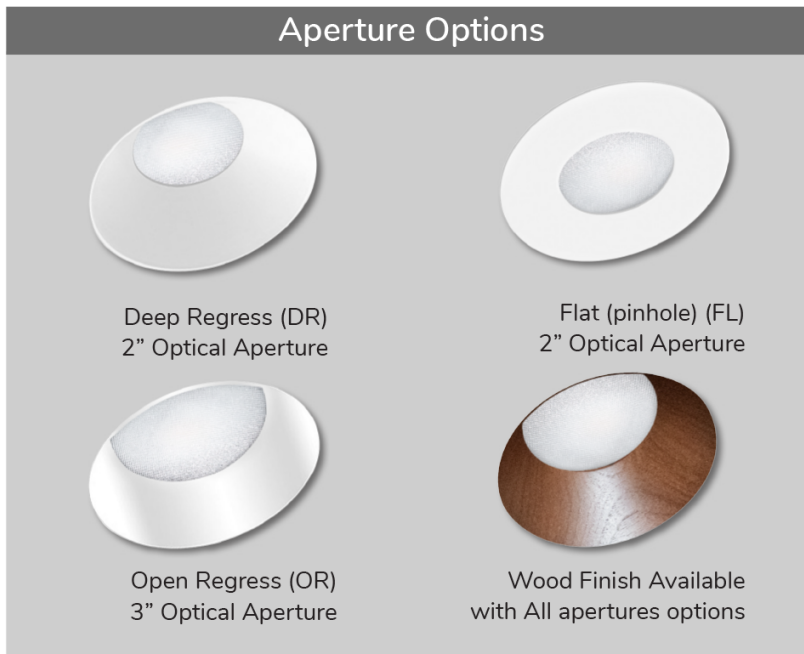 Aperture Options
Deep Regress (DR)
2” Optical Aperture
Flat (pinhole) (FL)
2” Optical Aperture
Open Regress (OR)
3” Optical Aperture
Wood Finish Available
with All apertures options